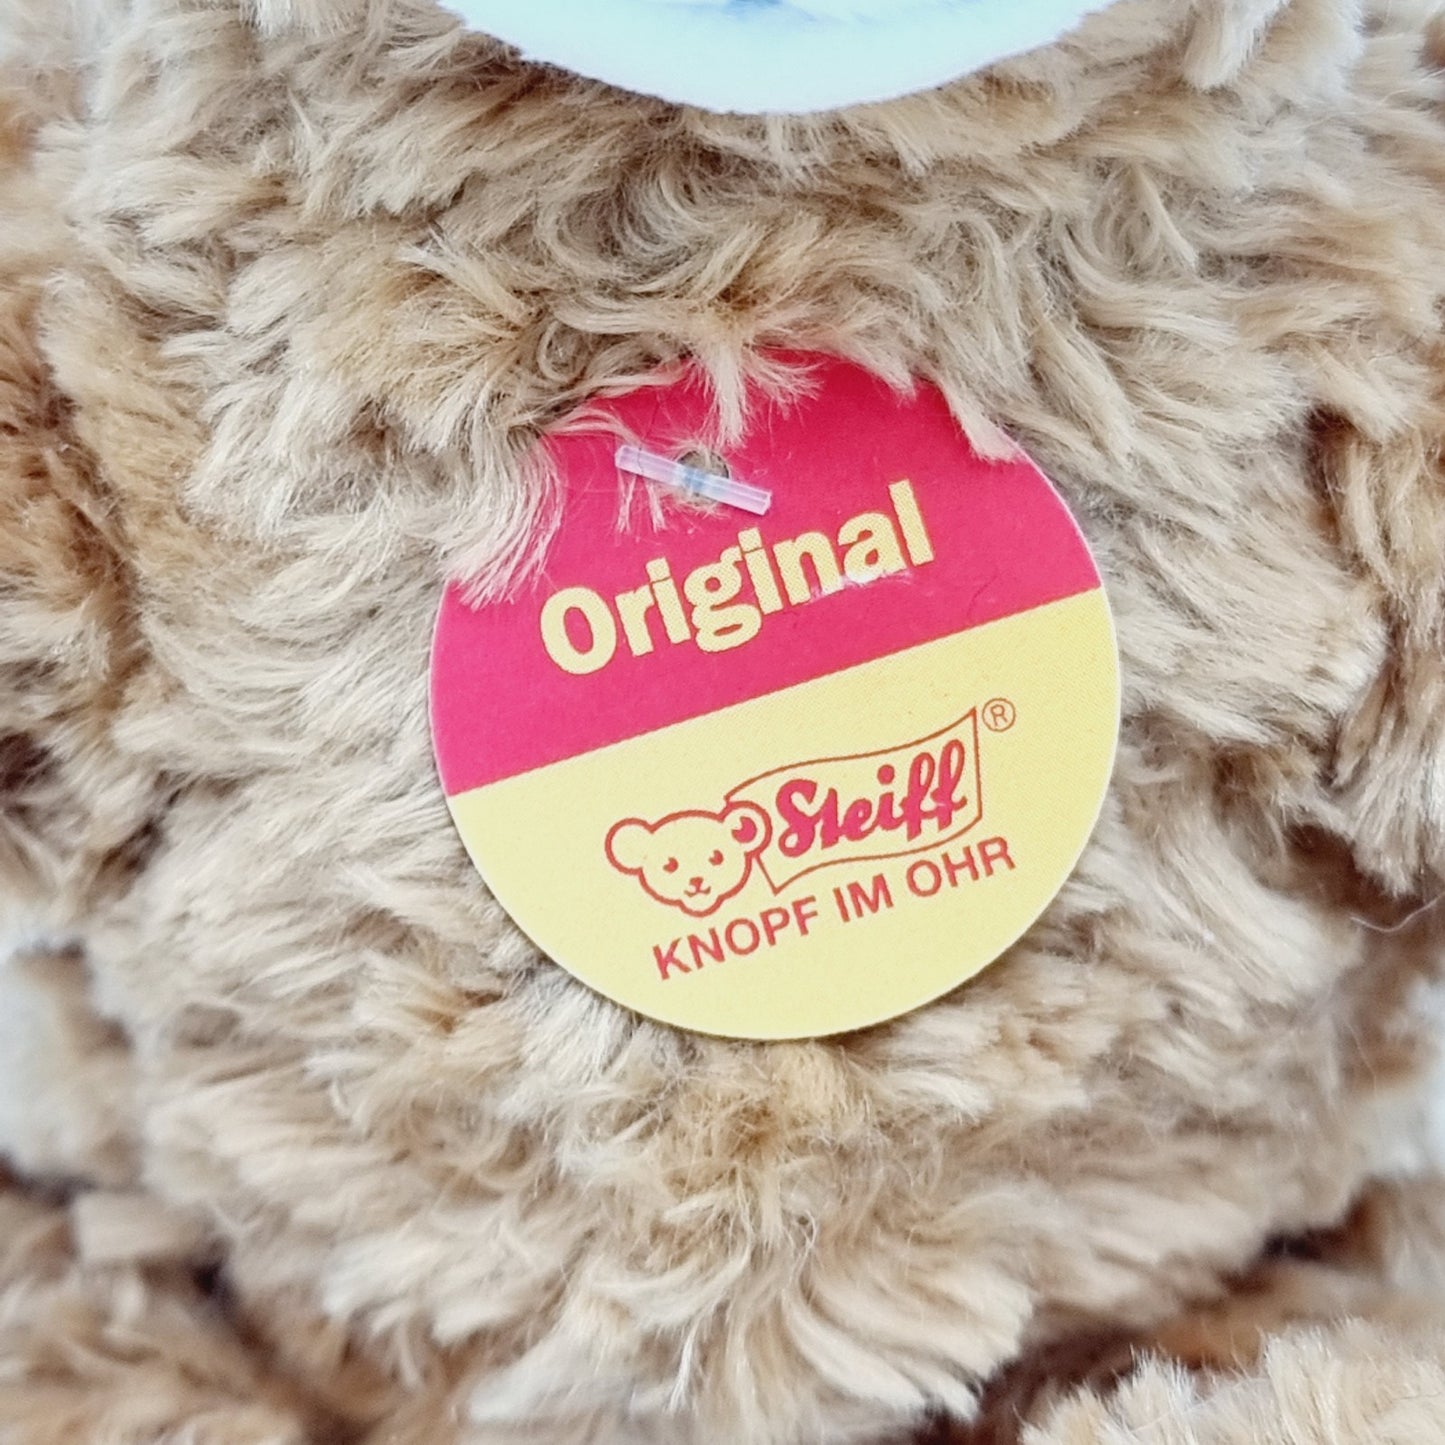 Original
Steiff®
KNOPF IM OHR